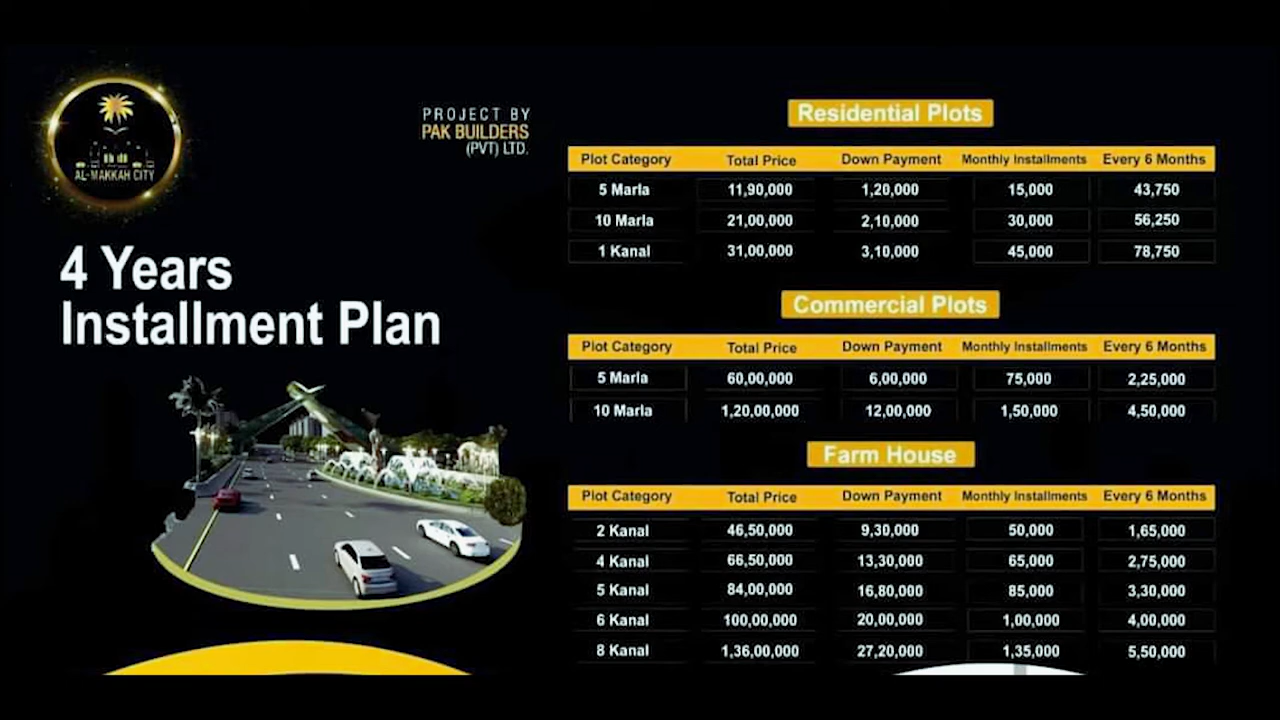 AL-MAKKAH CITY
PROJECT BY
PAK BUILDERS
(PVT) LTD.
4 Years
Installment Plan
Residential Plots
Plot Category Total Price Down Payment Monthly Installments Every 6 Months
5 Marla 11,90,000 1,20,000 15,000 43,750
10 Marla 21,00,000 2,10,000 30,000 56,250
1 Kanal 31,00,000 3,10,000 45,000 78,750
Commercial Plots
Plot Category Total Price Down Payment Monthly Installments Every 6 Months
5 Marla 60,00,000 6,00,000 75,000 2,25,000
10 Marla 1,20,00,000 12,00,000 1,50,000 4,50,000
Farm House
Plot Category Total Price Down Payment Monthly Installments Every 6 Months
2 Kanal 46,50,000 9,30,000 50,000 1,65,000
4 Kanal 66,50,000 13,30,000 65,000 2,75,000
5 Kanal 84,00,000 16,80,000 85,000 3,30,000
6 Kanal 100,00,000 20,00,000 1,00,000 4,00,000
8 Kanal 1,36,00,000 27,20,000 1,35,000 5,50,000